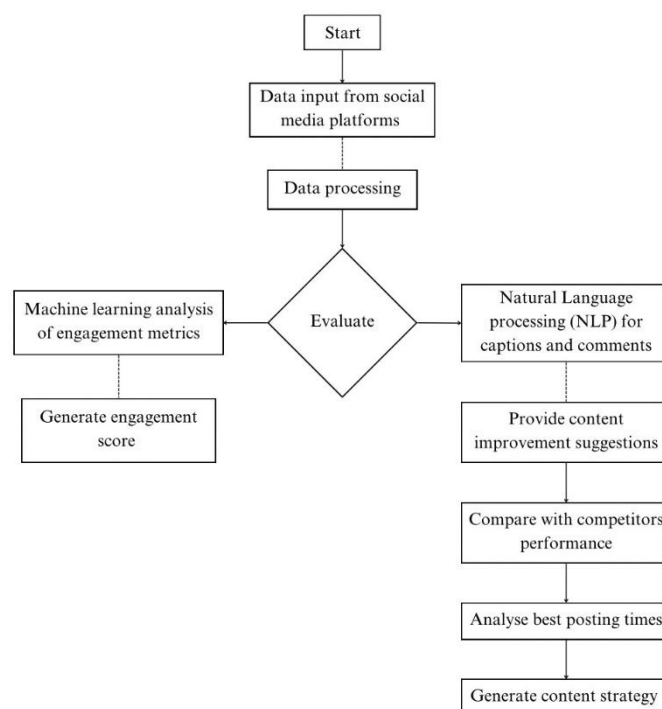 Start
Data input from social
media platforms
Data processing
Evaluate
Machine learning analysis
of engagement metrics
Generate engagement
score
Natural Language
processing (NLP) for
captions and comments
Provide content
improvement suggestions
Compare with competitors
performance
Analyse best posting times
Generate content strategy